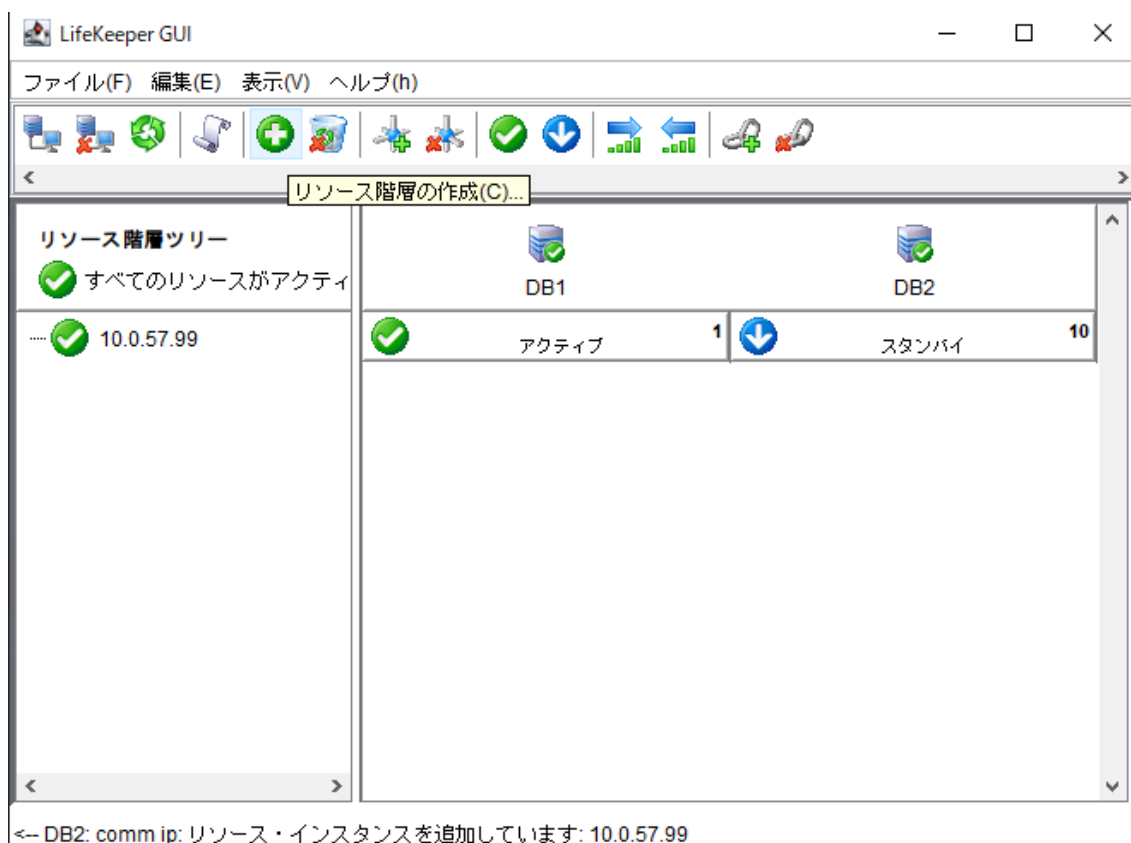 LifeKeeper GUI
ファイル(F) 編集(E) 表示(V) ヘルプ(h)
リソース階層の作成(C)...
リソース階層ツリー
すべてのリソースがアクティ
DB1
DB2
10.0.57.99
アクティブ 1
スタンバイ 10
<-- DB2: comm ip: リソース・インスタンスを追加しています: 10.0.57.99